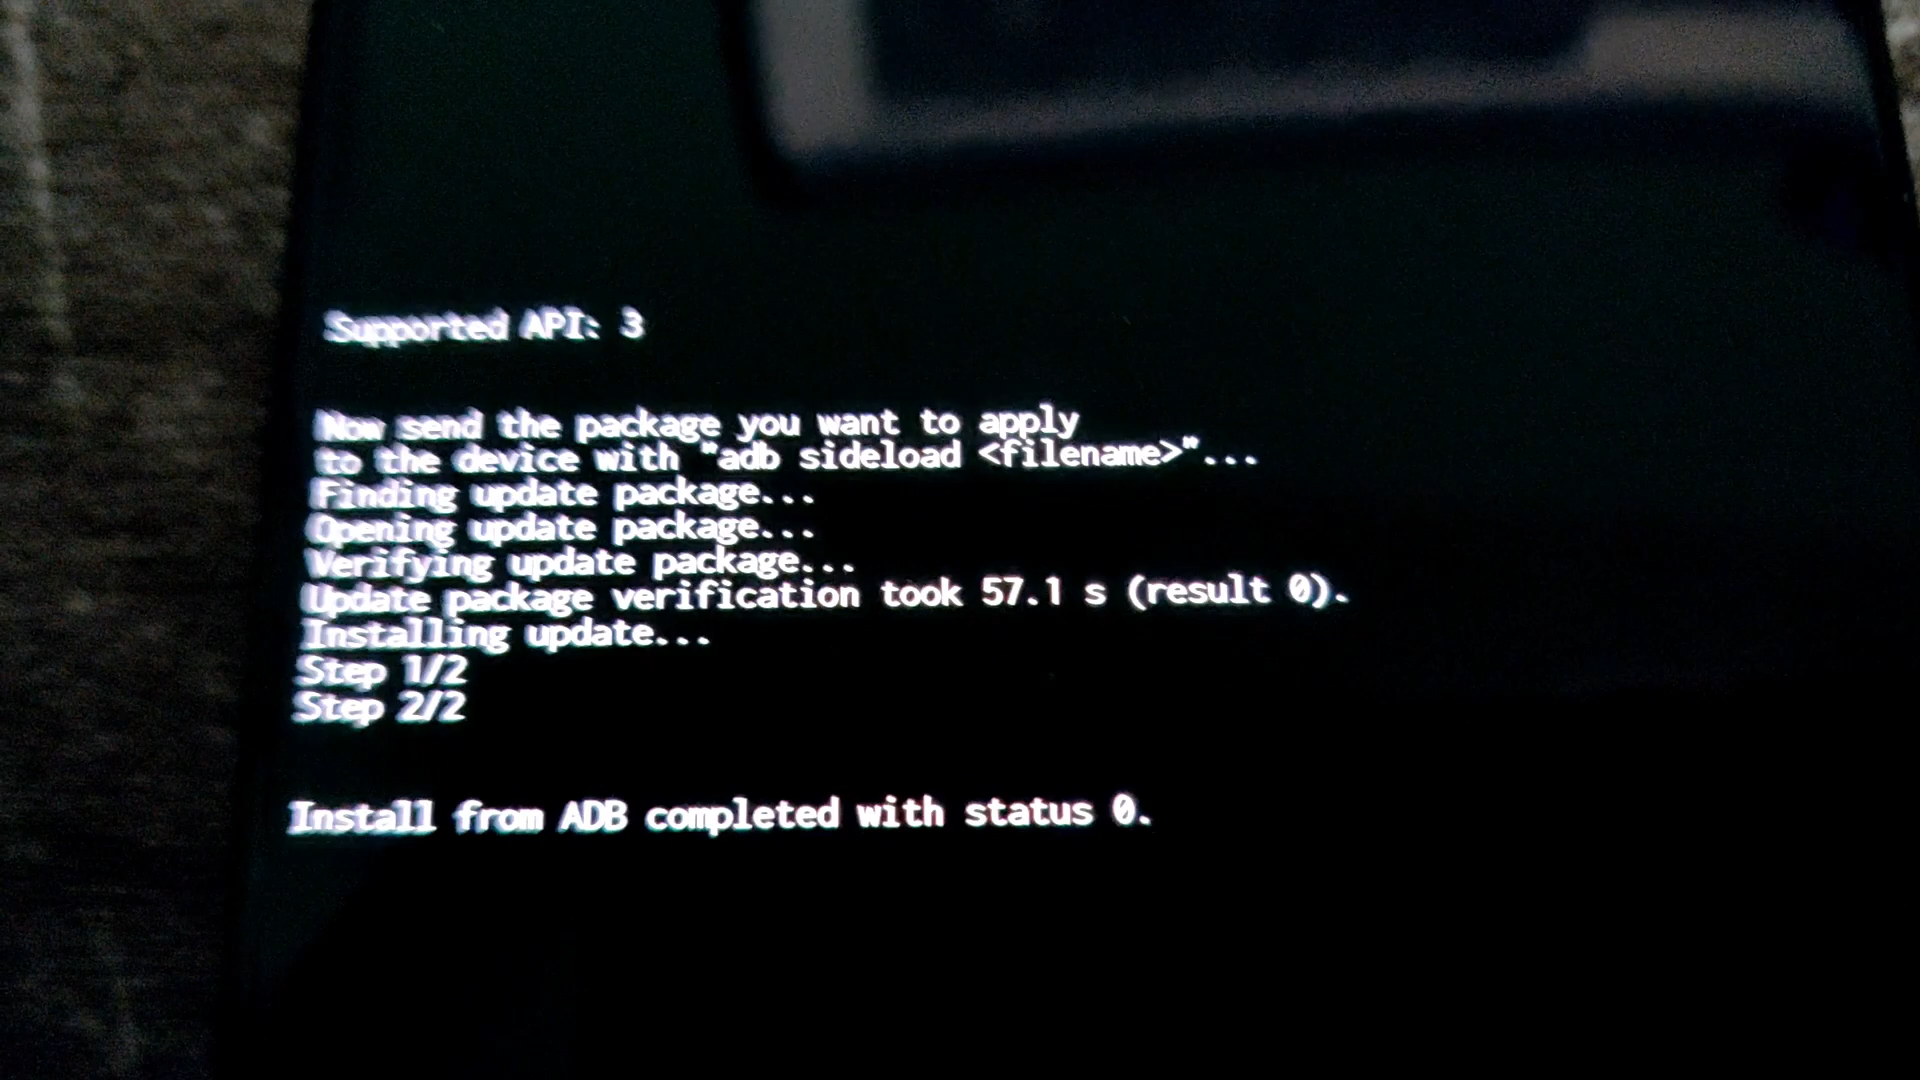 Supported API: 3
Now send the package you want to apply
to the device with "adb sideload <filename>"...
Finding update package...
Opening update package...
Verifying update package...
Update package verification took 57.1 s (result 0).
Installing update...
Step 1/2
Step 2/2
Install from ADB completed with status 0.